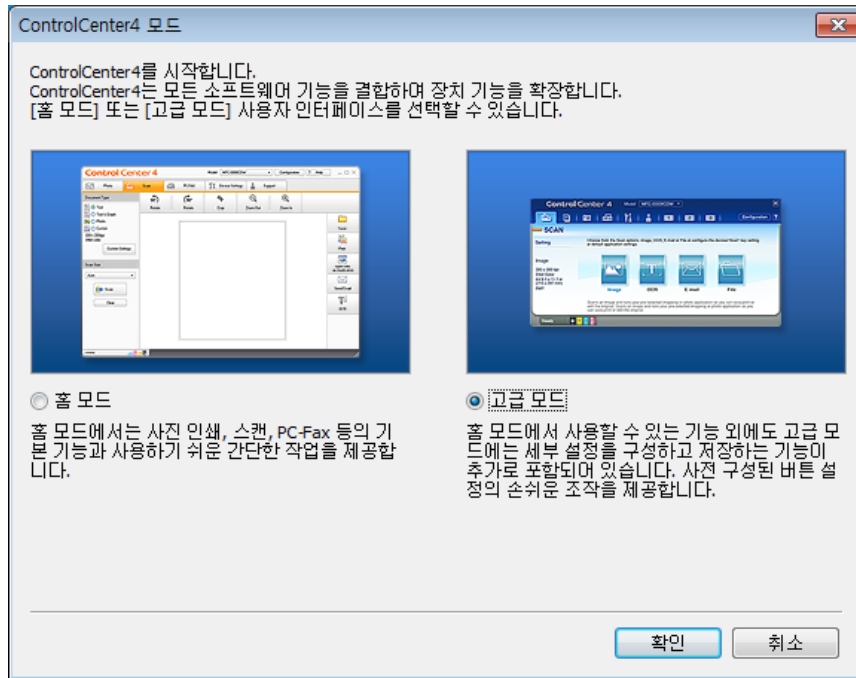 ControlCenter4 모드
ControlCenter4를 시작합니다.
ControlCenter4는 모든 소프트웨어 기능을 결합하여 장치 기능을 확장합니다.
[홈 모드] 또는 [고급 모드] 사용자 인터페이스를 선택할 수 있습니다.
Control Center 4
Scan
Control Center 4
SCAN
Image
OCR
E-mail
File
홈 모드
홈 모드에서는 사진 인쇄, 스캔, PC-Fax 등의 기
본 기능과 사용하기 쉬운 간단한 작업을 제공합
니다.
고급 모드
홈 모드에서 사용할 수 있는 기능 외에도 고급 모
드에는 세부 설정을 구성하고 저장하는 기능이
추가로 포함되어 있습니다. 사전 구성된 버튼 설
정의 손쉬운 조작을 제공합니다.
확인
취소